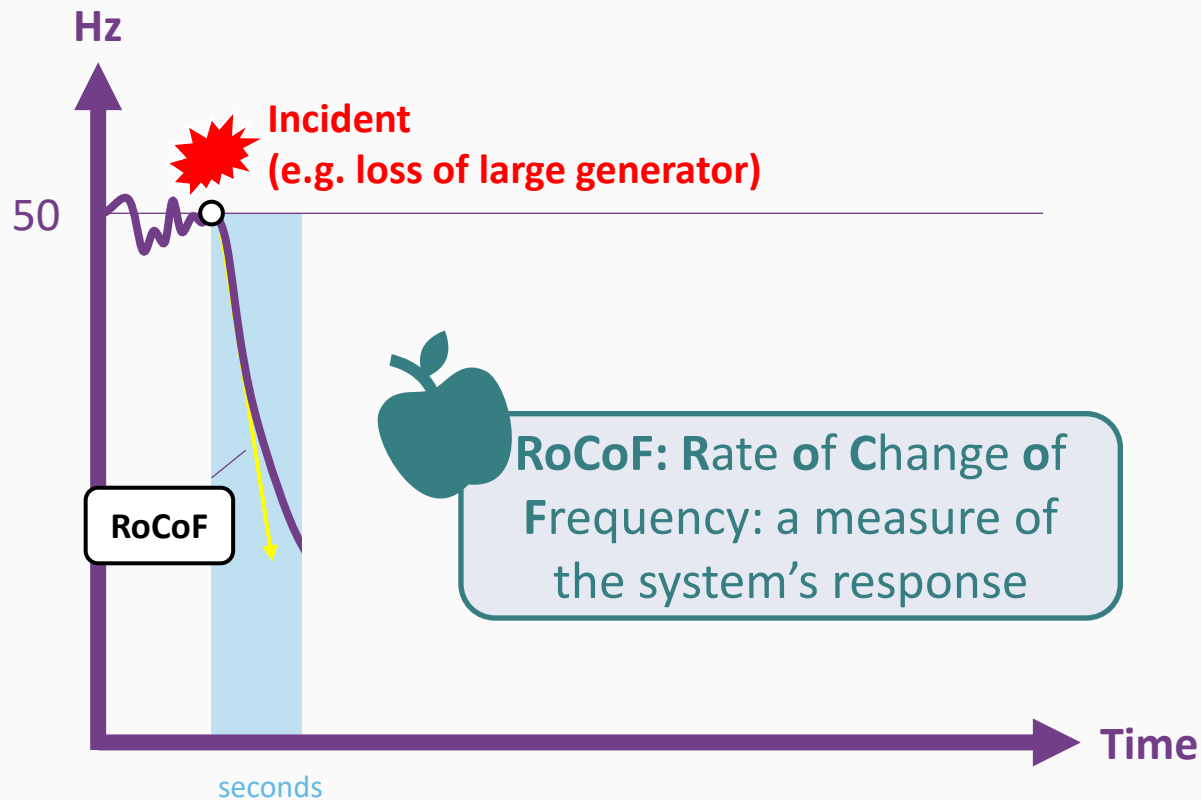 Hz
Incident
(e.g. loss of large generator)
50
RoCoF: Rate of Change of
Frequency: a measure of
the system’s response
RoCoF
Time
seconds